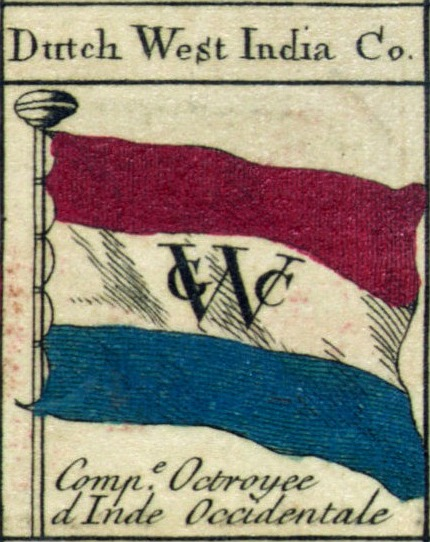 Dutch West India Co.
GWC
Comp.e Octroyee
d Inde Occidentale